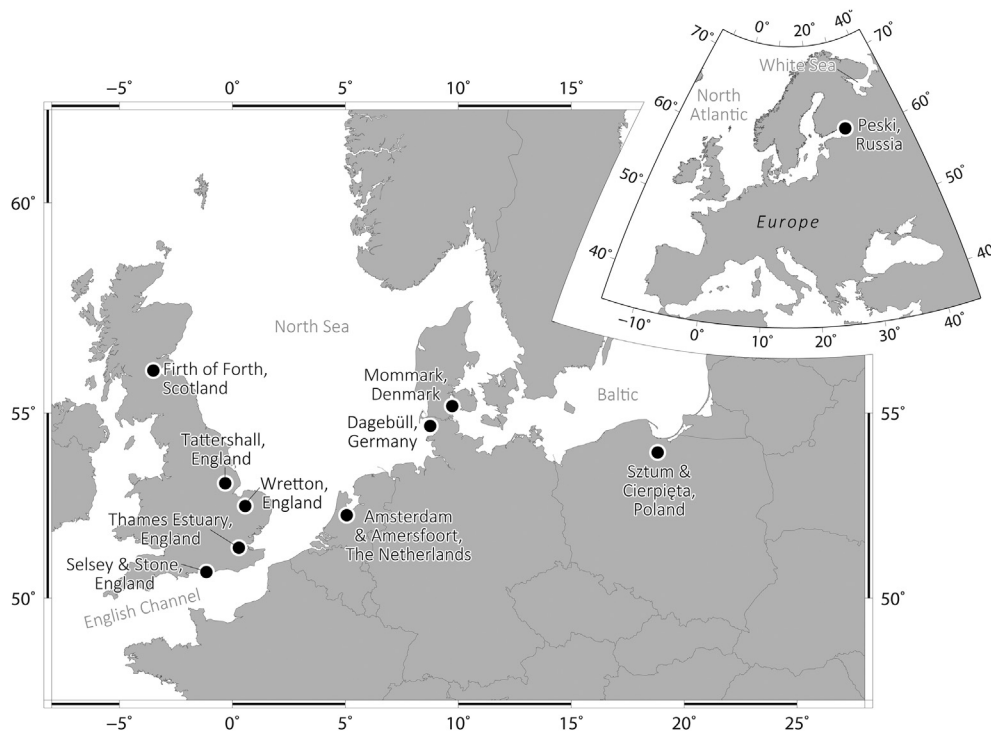 0° 20° 40°
70° 70°
White Sea
North
Atlantic
60° 60°
Peski,
Russia
50° 50°
Europe
40° 40°
−10° 0° 10° 20° 30° 40°
−5° 0° 5° 10° 15°
60°
North Sea
Firth of Forth,
Scotland
Mommark,
Denmark
Baltic
55° 55°
Dagebüll,
Germany
Tattershall,
England
Wretton,
England
Sztum &
Cierpięta,
Poland
Thames Estuary,
England
Amsterdam
& Amersfoort,
The Netherlands
Selsey & Stone,
England
English Channel
50° 50°
−5° 0° 5° 10° 15° 20° 25°